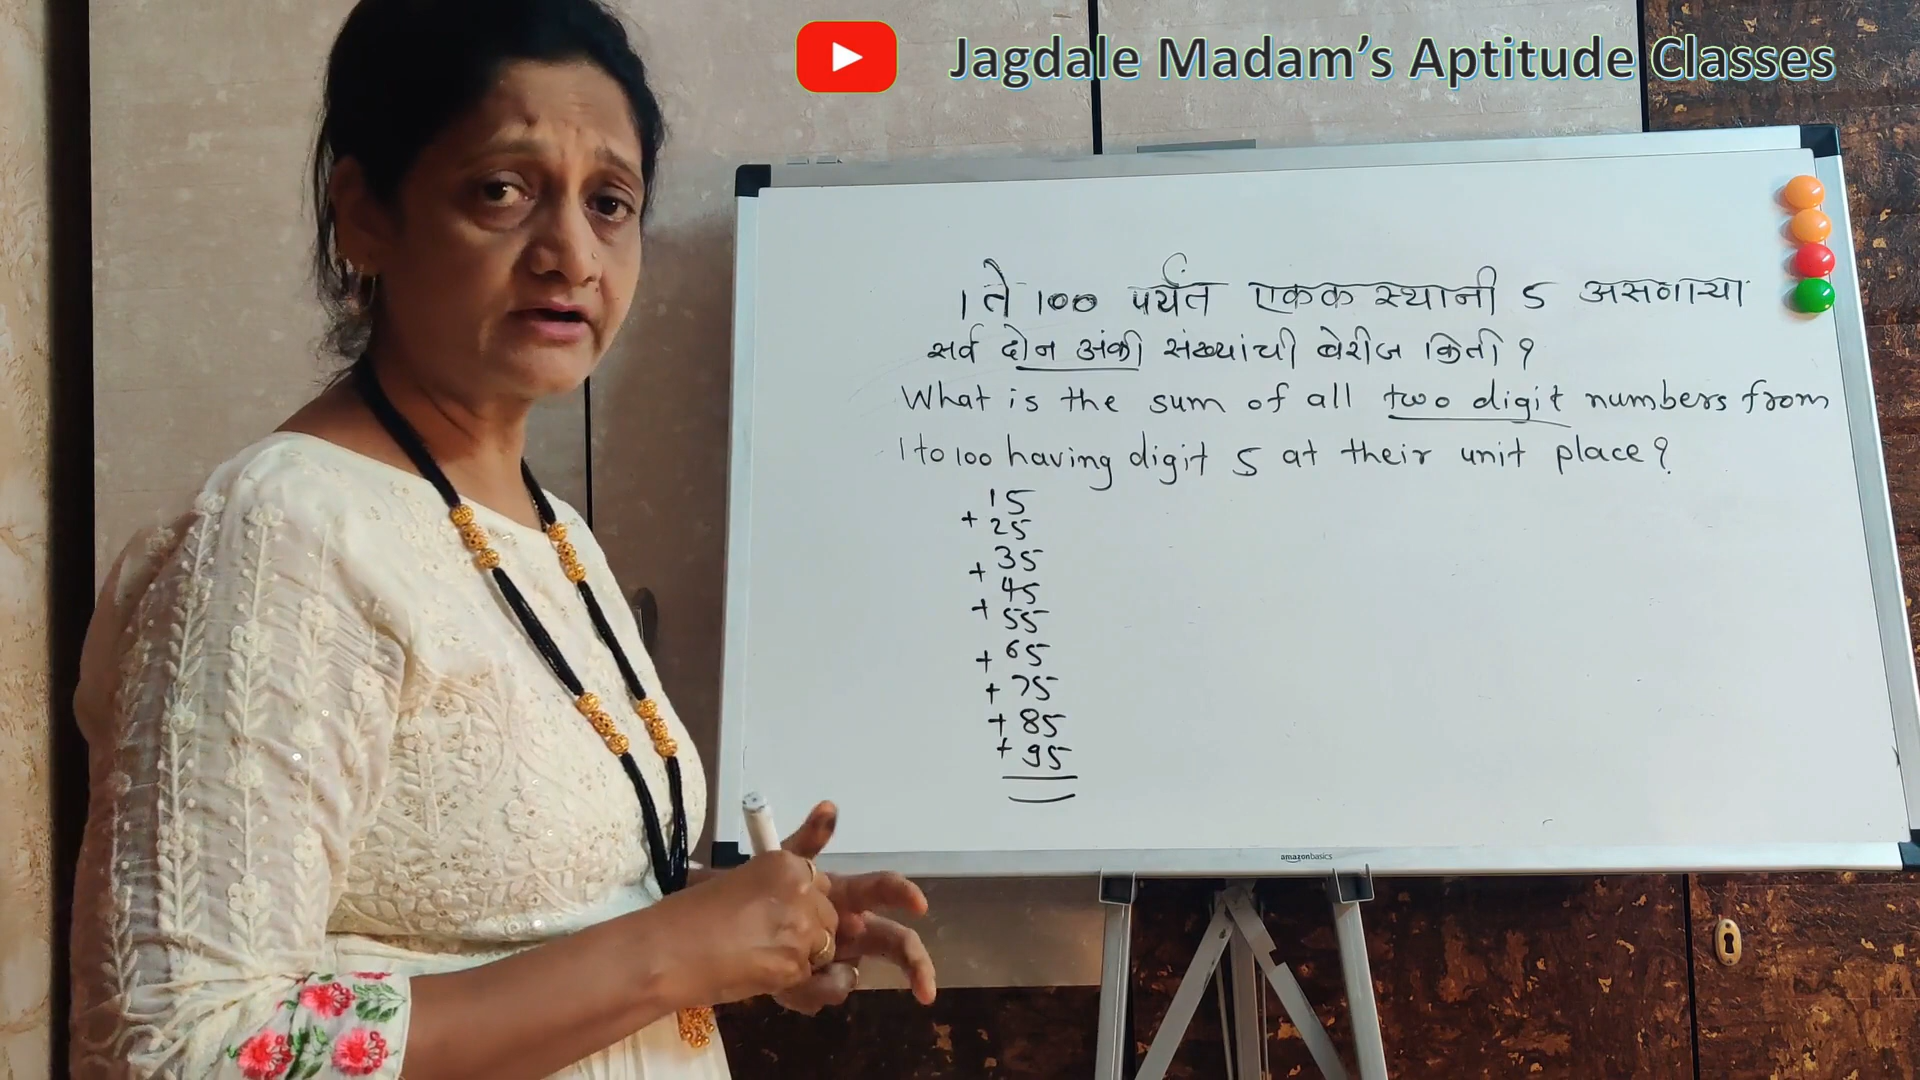 Jagdale Madam's Aptitude Classes
1 ते 100 पर्यंत एकक स्थानी 5 असणाऱ्या
सर्व दोन अंकी संख्यांची बेरीज किती ?
What is the sum of all two digit numbers from
1 to 100 having digit 5 at their unit place ?
15
+ 25
35
+ 45
+ 55
+ 65
+ 75
+ 85
+ 95
amazonbasics